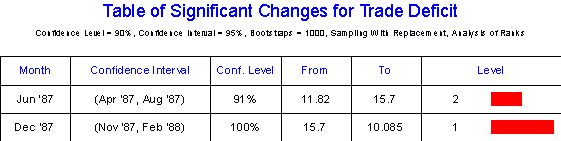 Table of Significant Changes for Trade Deficit
Confidence Level = 90%, Confidence Interval = 95%, Bootstraps = 1000, Sampling With Replacement, Analysis of Ranks
Month Confidence Interval Conf. Level From To Level
Jun '87 (Apr '87, Aug '87) 91% 11.82 15.7 2
Dec '87 (Nov '87, Feb '88) 100% 15.7 10.085 1